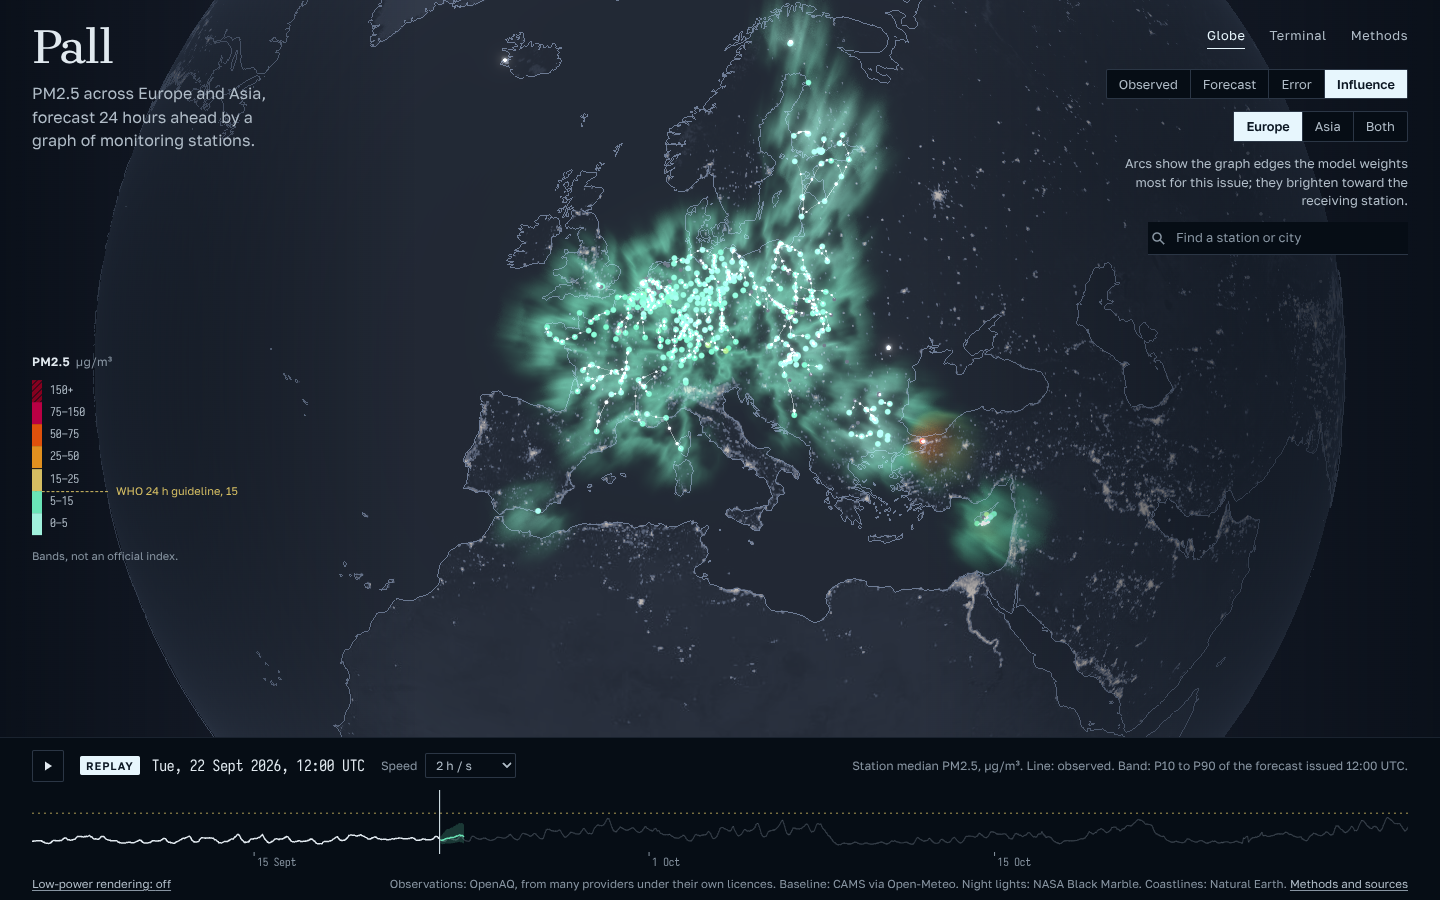 Pall
PM2.5 across Europe and Asia,
forecast 24 hours ahead by a
graph of monitoring stations.
Globe
Terminal
Methods
Observed
Forecast
Error
Influence
Europe
Asia
Both
Arcs show the graph edges the model weights
most for this issue; they brighten toward the
receiving station.
Find a station or city
PM2.5 µg/m³
150+
75–150
50–75
25–50
15–25
WHO 24 h guideline, 15
5–15
0–5
Bands, not an official index.
REPLAY
Tue, 22 Sept 2026, 12:00 UTC
Speed
2 h / s
Station median PM2.5, µg/m³. Line: observed. Band: P10 to P90 of the forecast issued 12:00 UTC.
15 Sept
1 Oct
15 Oct
Low-power rendering: off
Observations: OpenAQ, from many providers under their own licences. Baseline: CAMS via Open-Meteo. Night lights: NASA Black Marble. Coastlines: Natural Earth. Methods and sources